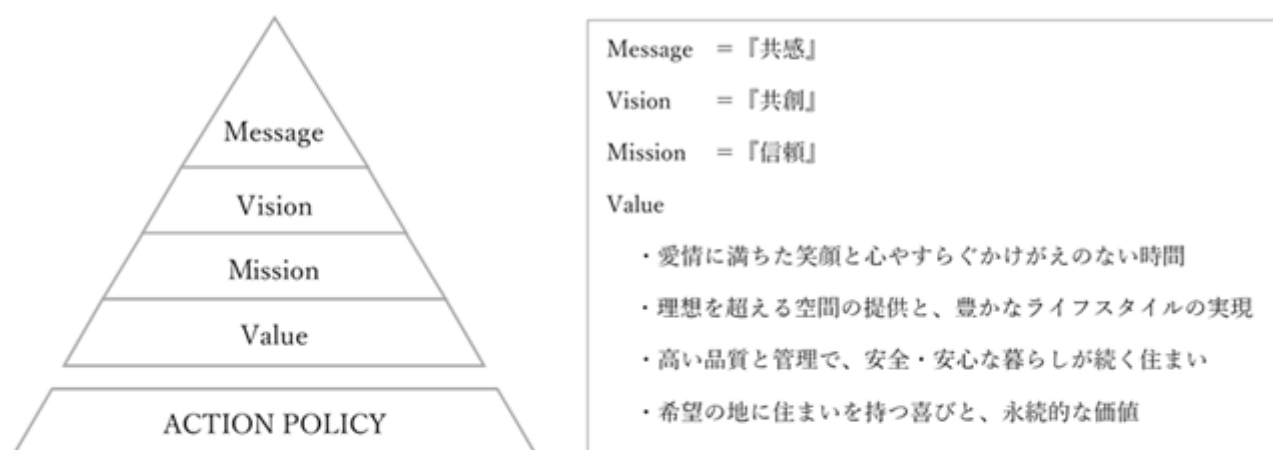 Message
Vision
Mission
Value
ACTION POLICY
Message =『共感』
Vision =『共創』
Mission =『信頼』
Value
・愛情に満ちた笑顔と心やすらぐかけがえのない時間
・理想を超える空間の提供と、豊かなライフスタイルの実現
・高い品質と管理で、安全・安心な暮らしが続く住まい
・希望の地に住まいを持つ喜びと、永続的な価値